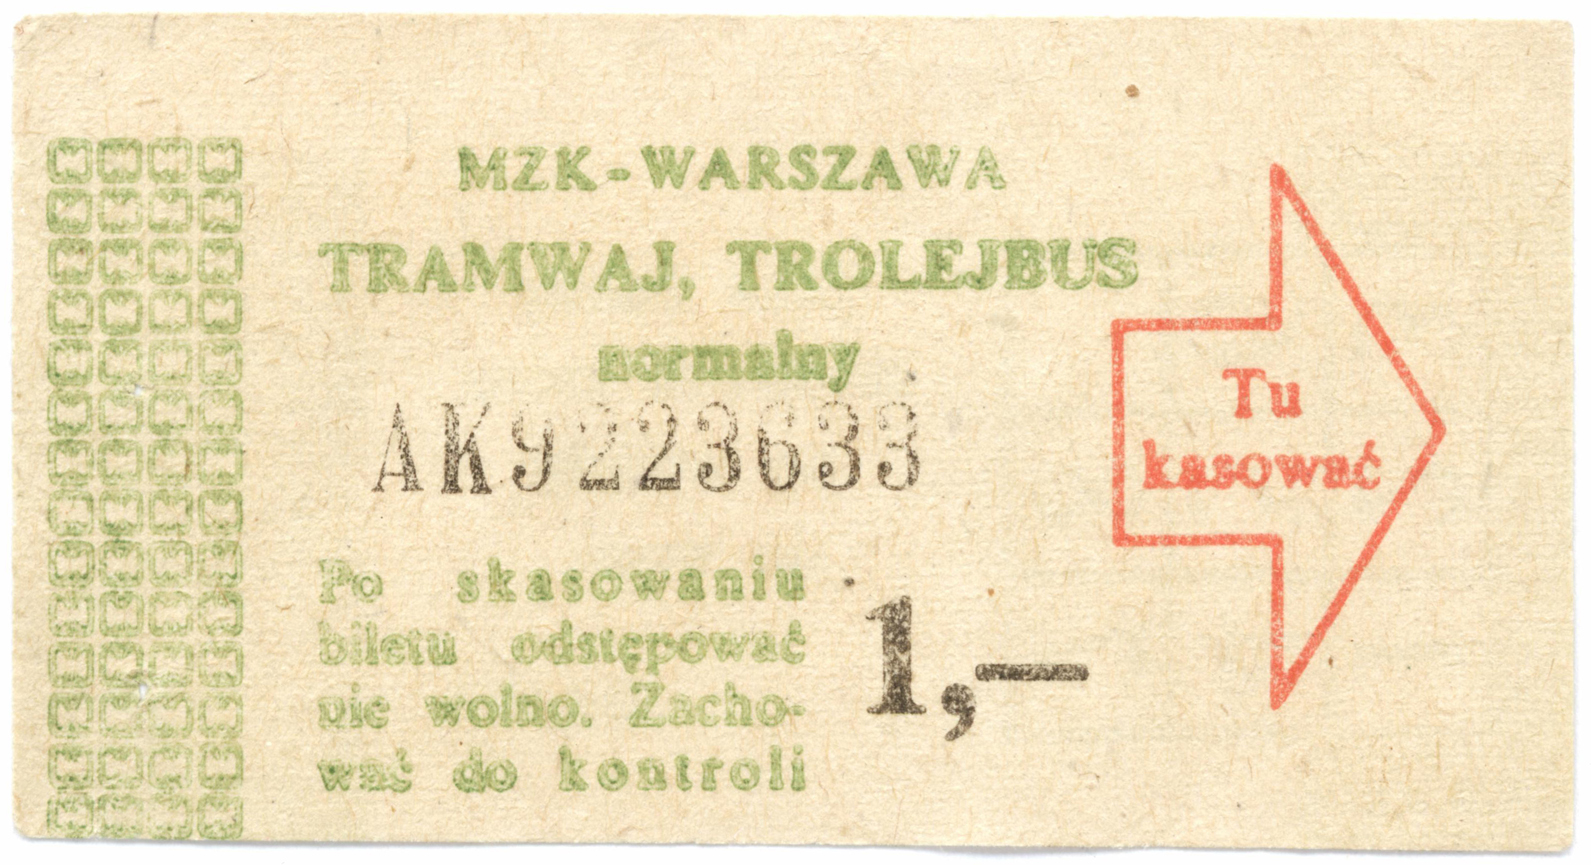 MZK-WARSZAWA
TRAMWAJ, TROLEJBUS
normalny
AK9223633
Tu
kasować
Po skasowaniu
biletu odstępować
nie wolno. Zacho-
wać do kontroli
1,—